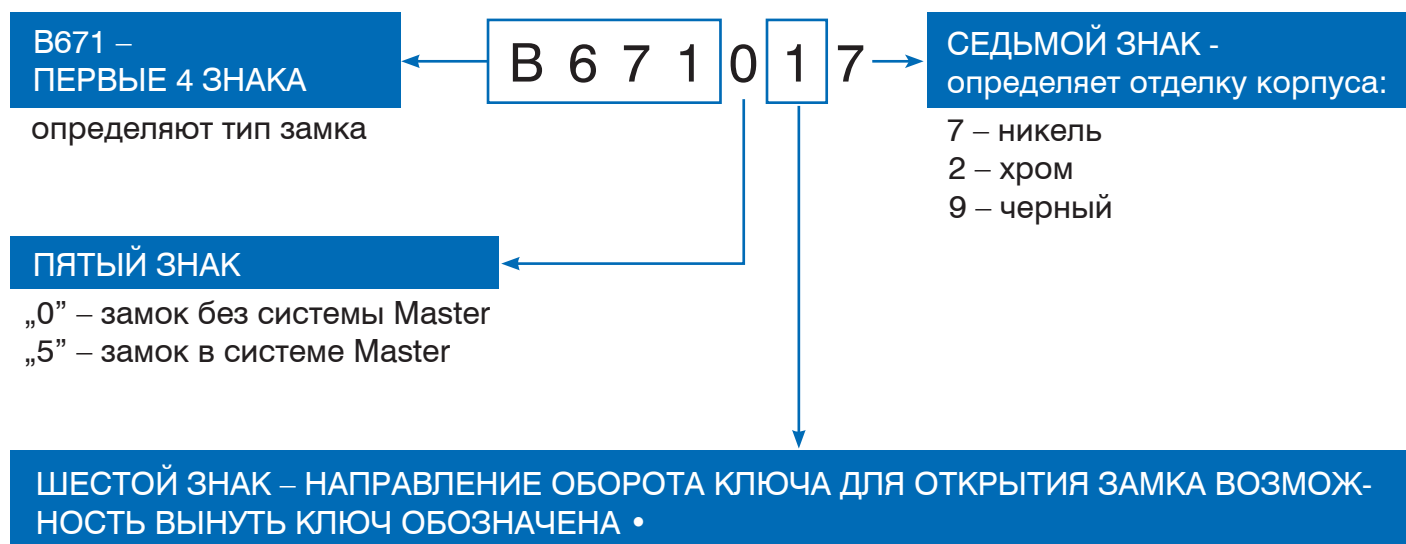 B671 –
ПЕРВЫЕ 4 ЗНАКА
определяют тип замка
B 6 7 1 0 1 7
СЕДЬМОЙ ЗНАК -
определяет отделку корпуса:
7 – никель
2 – хром
9 – черный
ПЯТЫЙ ЗНАК
„0” – замок без системы Master
„5” – замок в системе Master
ШЕСТОЙ ЗНАК – НАПРАВЛЕНИЕ ОБОРОТА КЛЮЧА ДЛЯ ОТКРЫТИЯ ЗАМКА ВОЗМОЖ-
НОСТЬ ВЫНУТЬ КЛЮЧ ОБОЗНАЧЕНА •